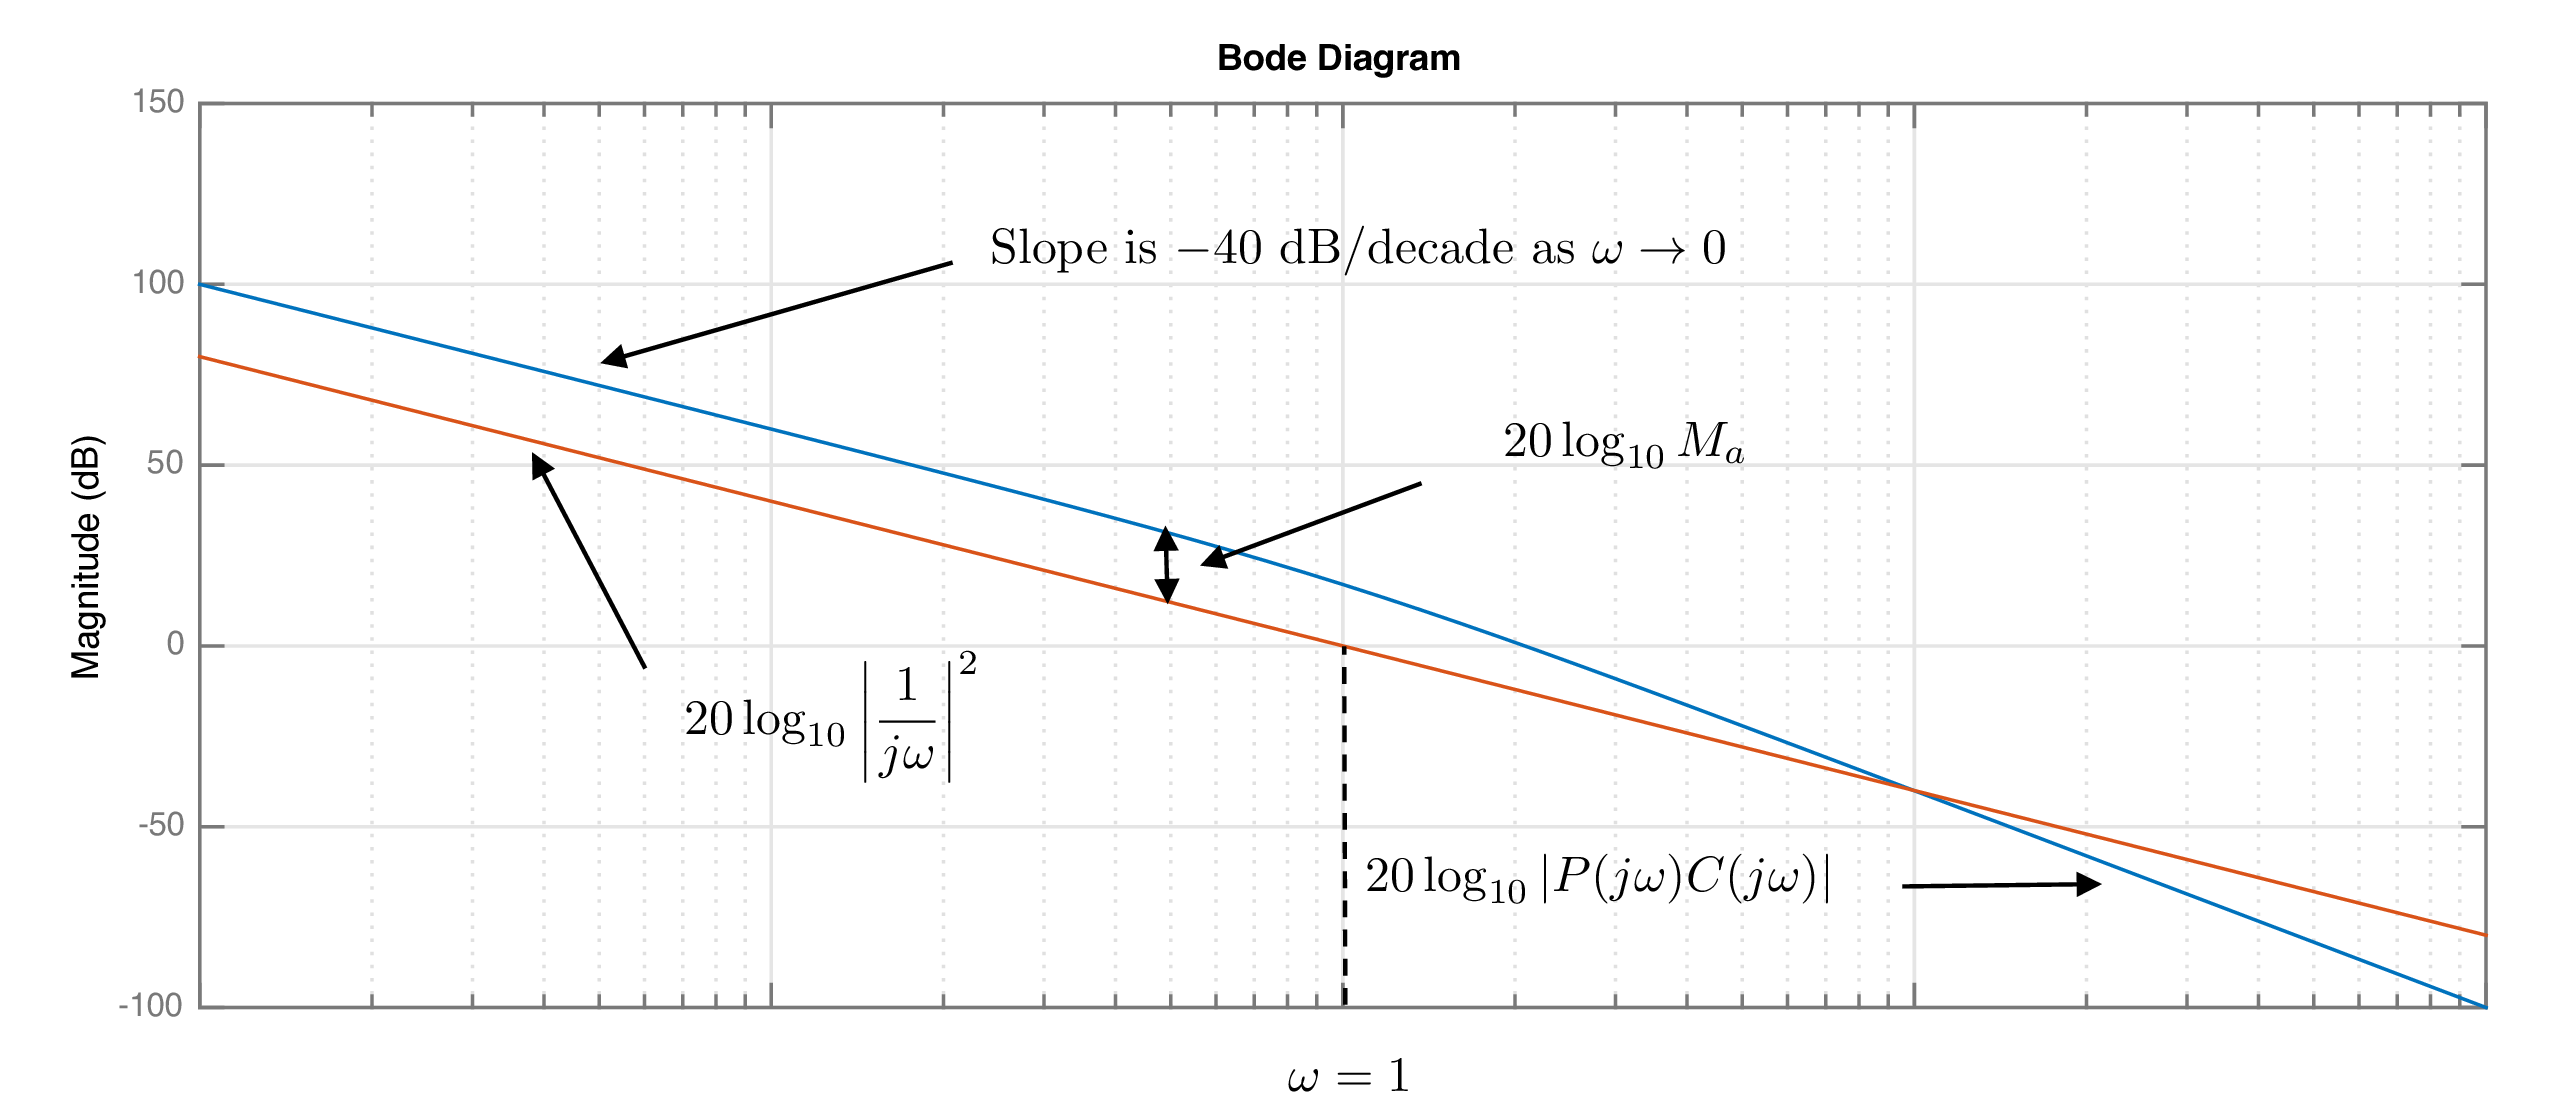 Bode Diagram
150
100
50
0
-50
-100
Magnitude (dB)
Slope is −40 dB/decade as ω → 0
20 log₁₀ Mₐ
20 log₁₀ |1/jω|²
20 log₁₀ |P(jω)C(jω)|
ω = 1